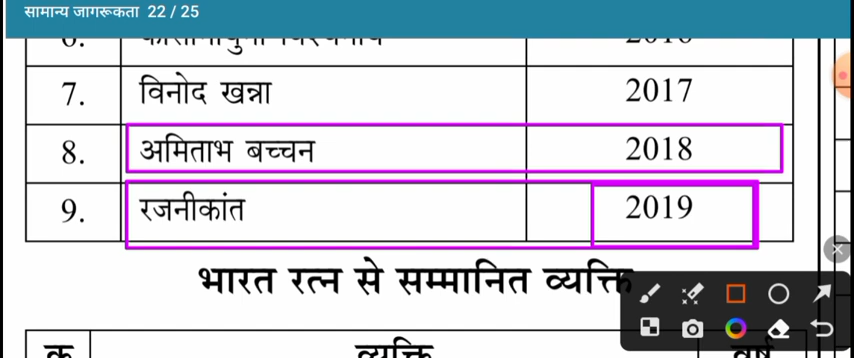 सामान्य जागरूकता 22 / 25
7. विनोद खन्ना 2017
8. अमिताभ बच्चन 2018
9. रजनीकांत 2019
भारत रत्न से सम्मानित व्यक्ति